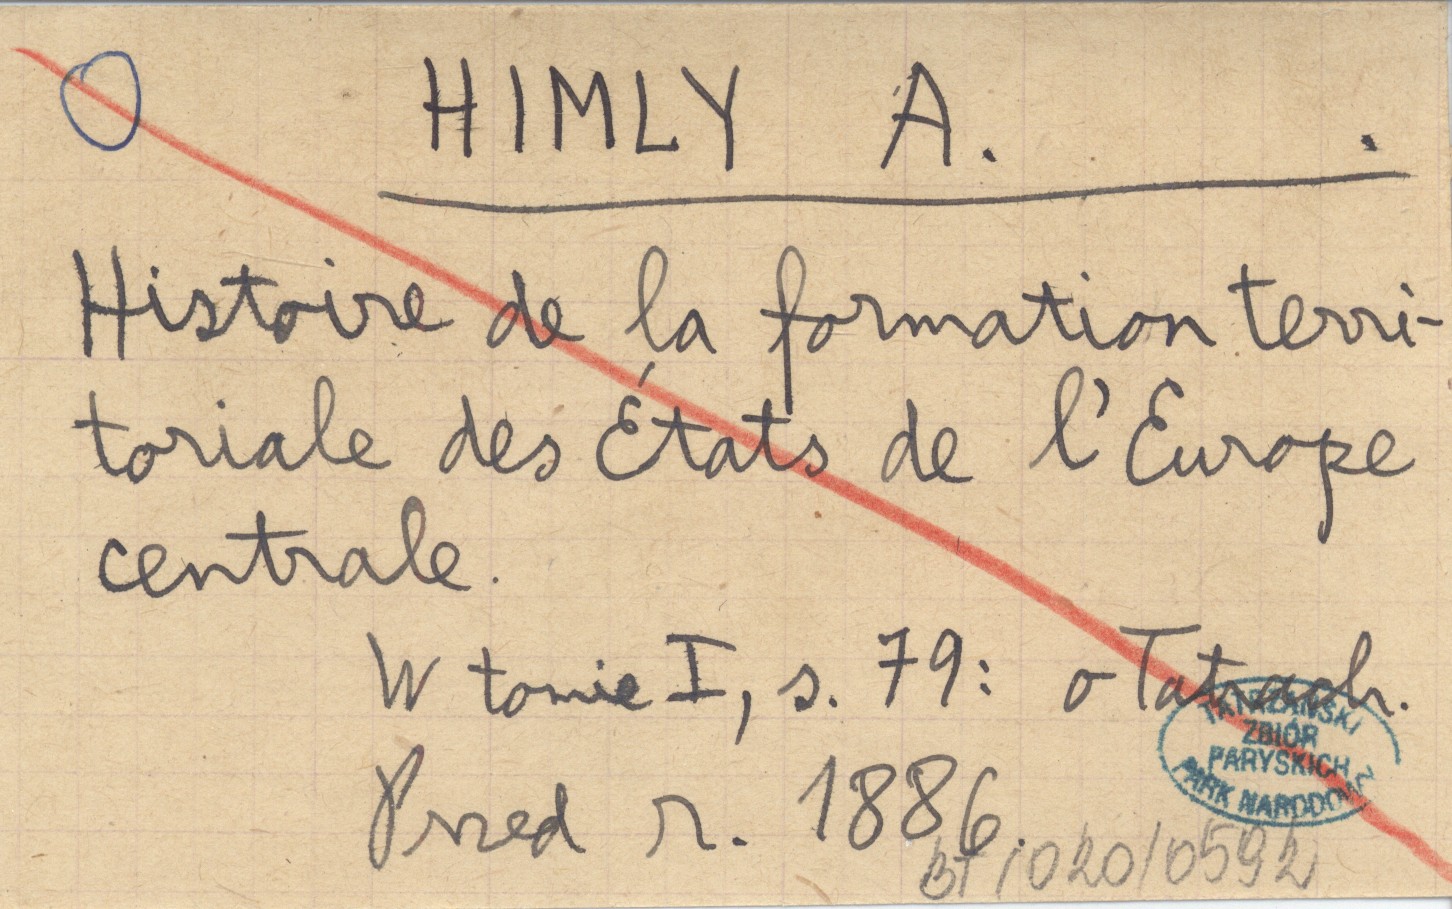 HIMLY A. .
Histoire de la formation terri-
toriale des États de l'Europe
centrale.
W tomie I, s. 79: o Tatrach.
Przed r. 1886.
TATRZAŃSKI
ZBIÓR
PARYSKICH
PARK NARODOWY
BT/020/0592